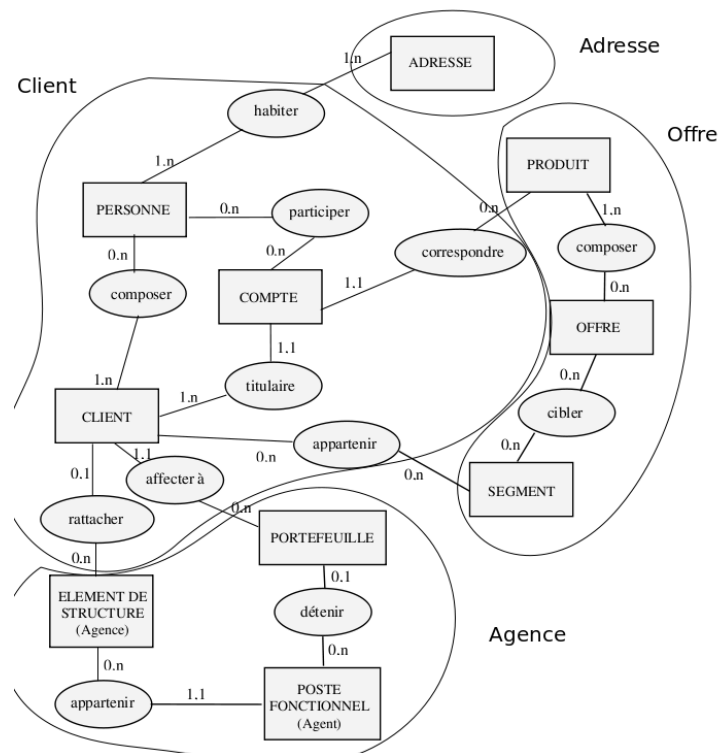 Adresse
1.n
ADRESSE
Client
habiter
Offre
1.n
PRODUIT
PERSONNE
0.n
participer
0.n
1.n
0.n
0.n
correspondre
composer
composer
COMPTE
1.1
0.n
OFFRE
1.1
0.n
1.n
titulaire
1.n
CLIENT
cibler
appartenir
0.n
1.1
0.n
0.1
affecter à
0.n
SEGMENT
rattacher
0.n
PORTEFEUILLE
0.n
0.1
ELEMENT DE
STRUCTURE
(Agence)
détenir
Agence
0.n
0.n
appartenir
1.1
POSTE
FONCTIONNEL
(Agent)